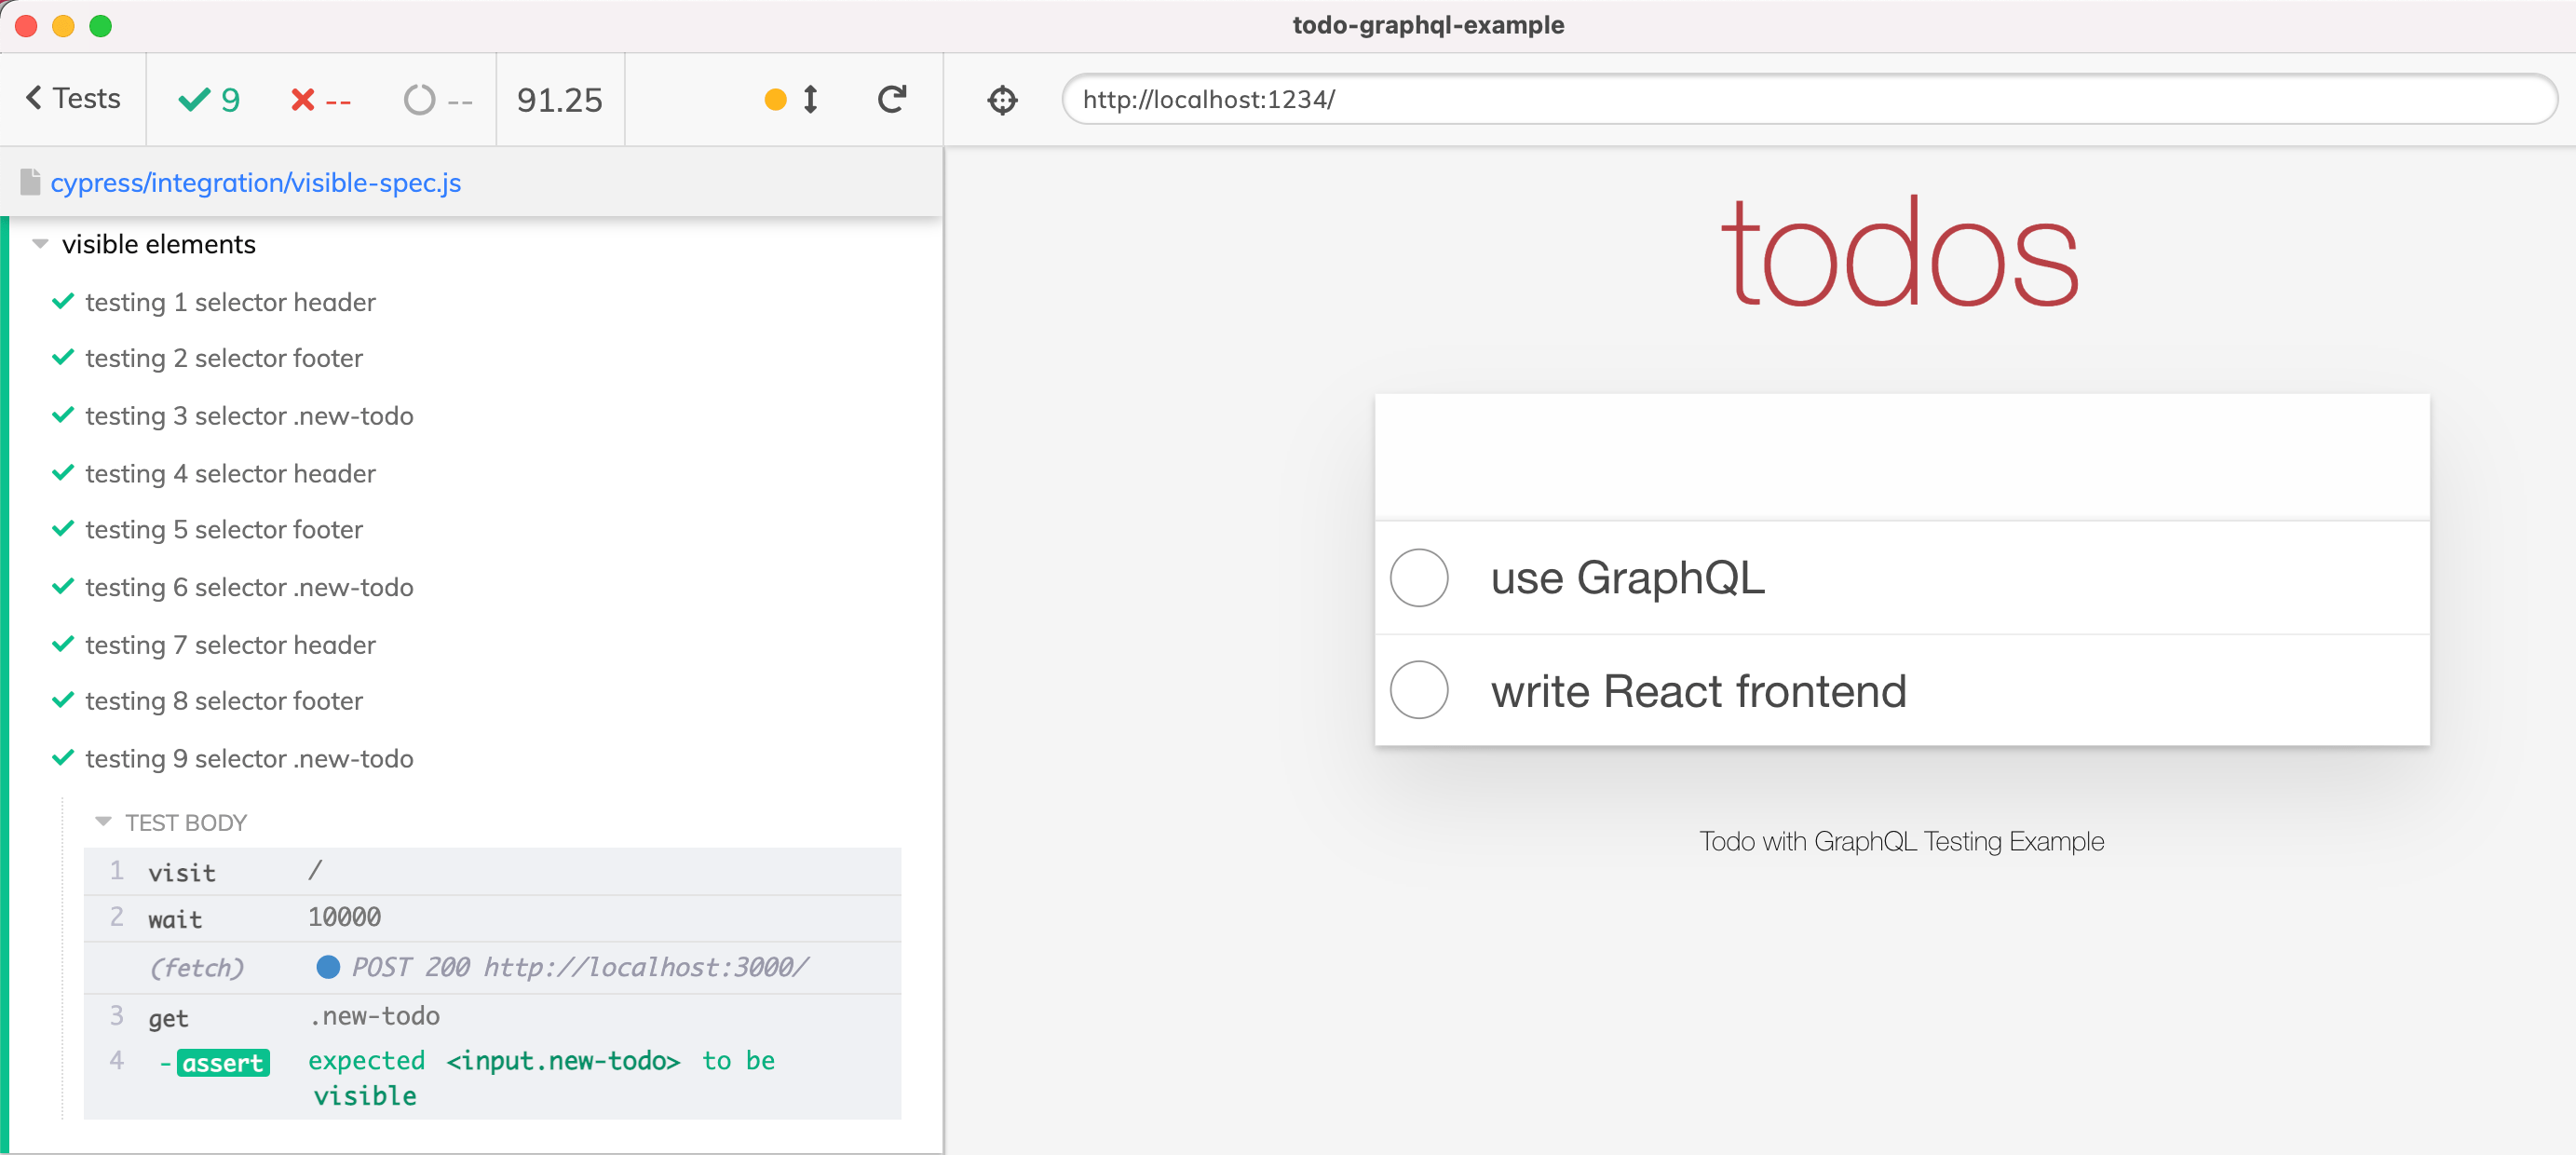 todo-graphql-example
Tests
9
--
--
91.25
http://localhost:1234/
cypress/integration/visible-spec.js
visible elements
testing 1 selector header
testing 2 selector footer
testing 3 selector .new-todo
testing 4 selector header
testing 5 selector footer
testing 6 selector .new-todo
testing 7 selector header
testing 8 selector footer
testing 9 selector .new-todo
TEST BODY
1 visit /
2 wait 10000
(fetch) POST 200 http://localhost:3000/
3 get .new-todo
4 -assert expected <input.new-todo> to be
visible
todos
use GraphQL
write React frontend
Todo with GraphQL Testing Example